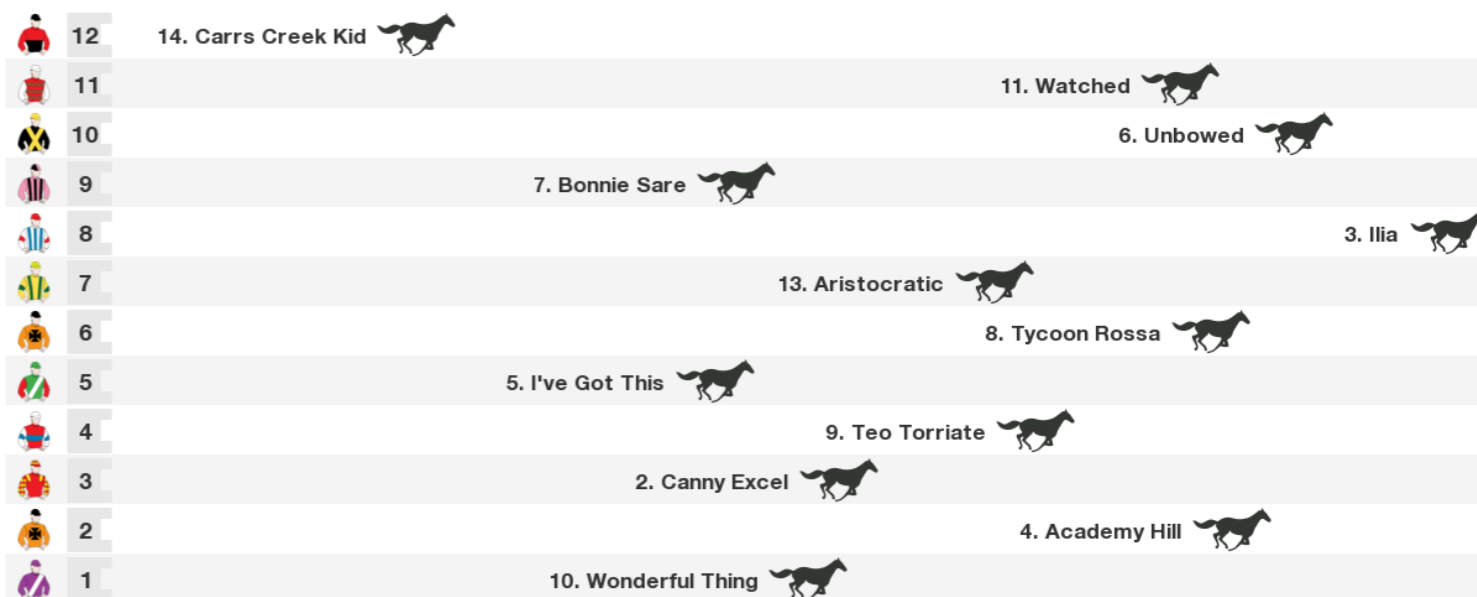 12 14. Carrs Creek Kid
11 11. Watched
10 6. Unbowed
9 7. Bonnie Sare
8 3. Ilia
7 13. Aristocratic
6 8. Tycoon Rossa
5 5. I've Got This
4 9. Teo Torriate
3 2. Canny Excel
2 4. Academy Hill
1 10. Wonderful Thing